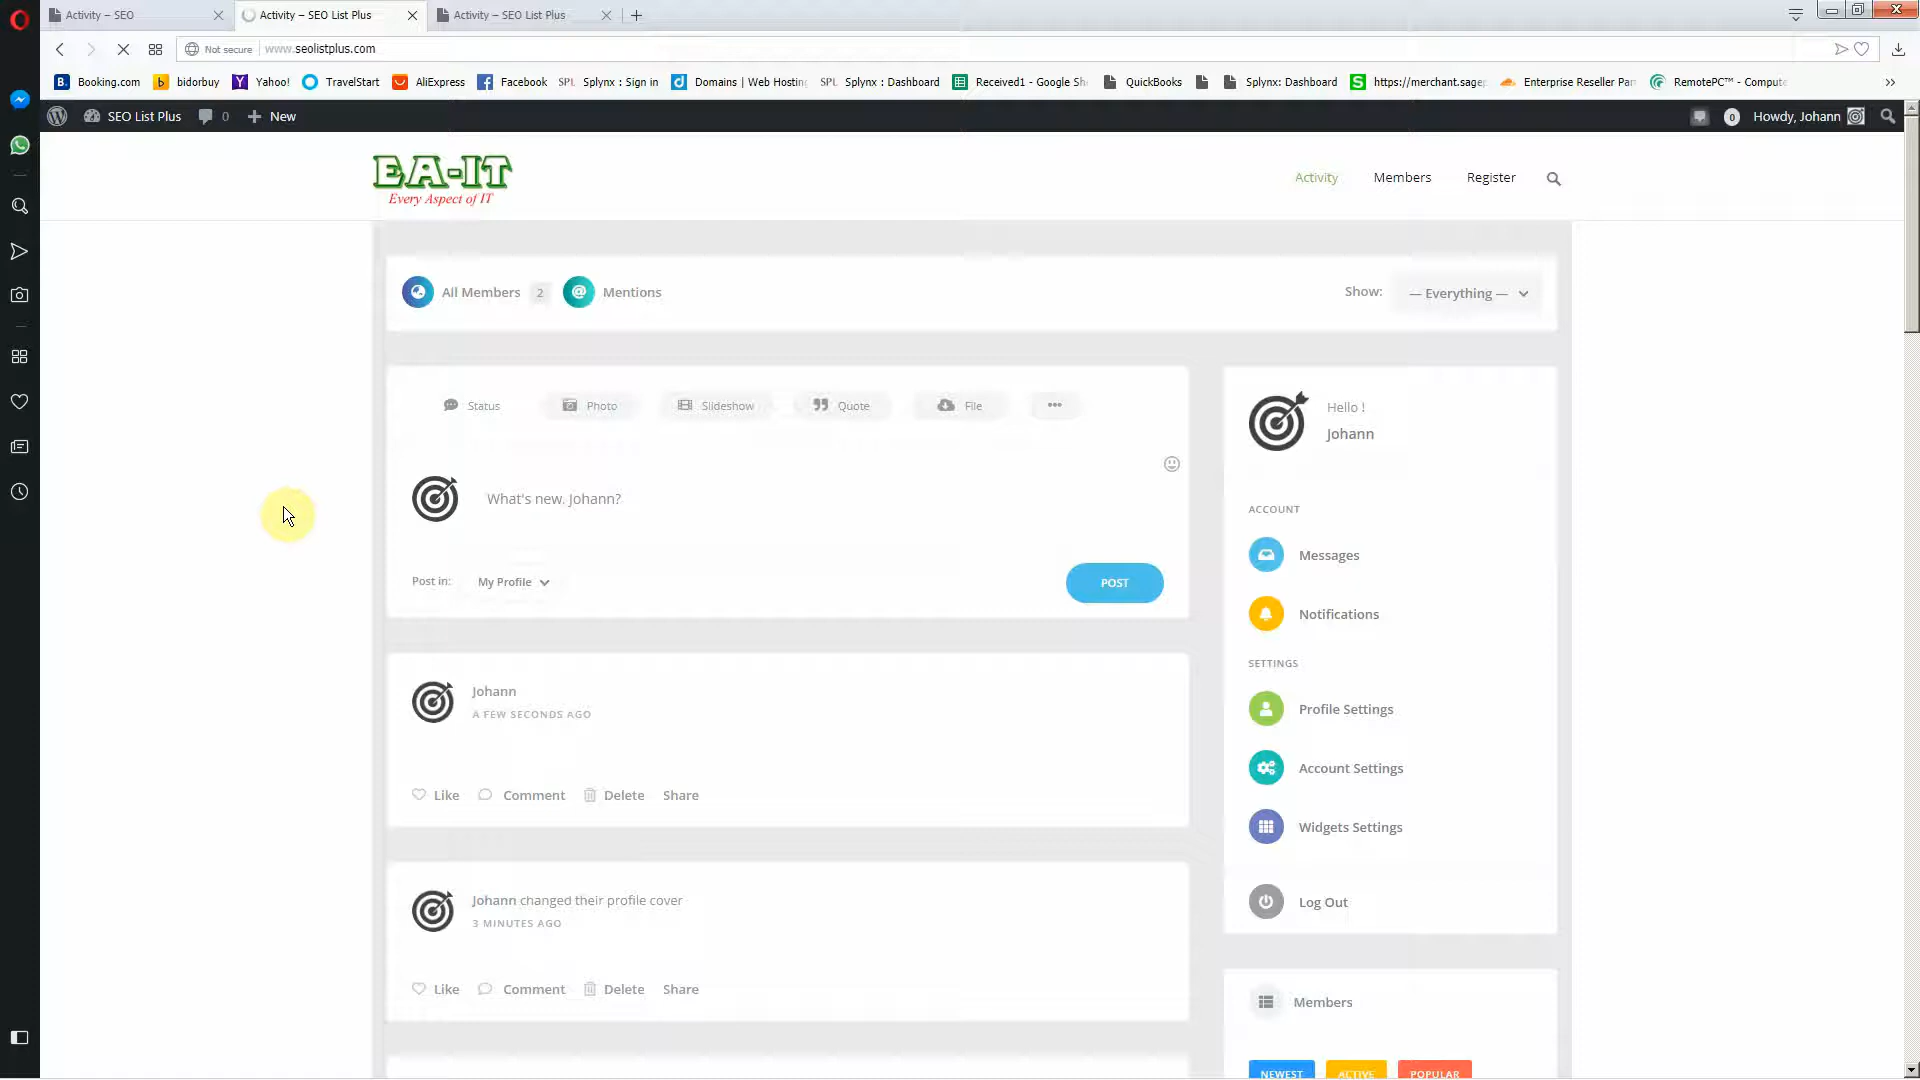 Activity – SEO
Activity – SEO List Plus
Activity – SEO List Plus
Not secure
www.seolistplus.com
Booking.com
bidorbuy
Yahoo!
TravelStart
AliExpress
Facebook
SPL Splynx : Sign in
Domains | Web Hosting
SPL Splynx : Dashboard
Received1 - Google She
QuickBooks
Splynx: Dashboard
https://merchant.sagep
Enterprise Reseller Par
RemotePC™ - Compute
SEO List Plus
0
New
0
Howdy, Johann
EA-IT
Every Aspect of IT
Activity
Members
Register
All Members 2
Mentions
Show:
— Everything —
Status
Photo
Slideshow
Quote
File
What's new, Johann?
Post in:
My Profile
POST
Hello !
Johann
ACCOUNT
Messages
Notifications
SETTINGS
Profile Settings
Account Settings
Widgets Settings
Log Out
Johann
A FEW SECONDS AGO
Like
Comment
Delete
Share
Johann changed their profile cover
3 MINUTES AGO
Like
Comment
Delete
Share
Members
NEWEST
ACTIVE
POPULAR